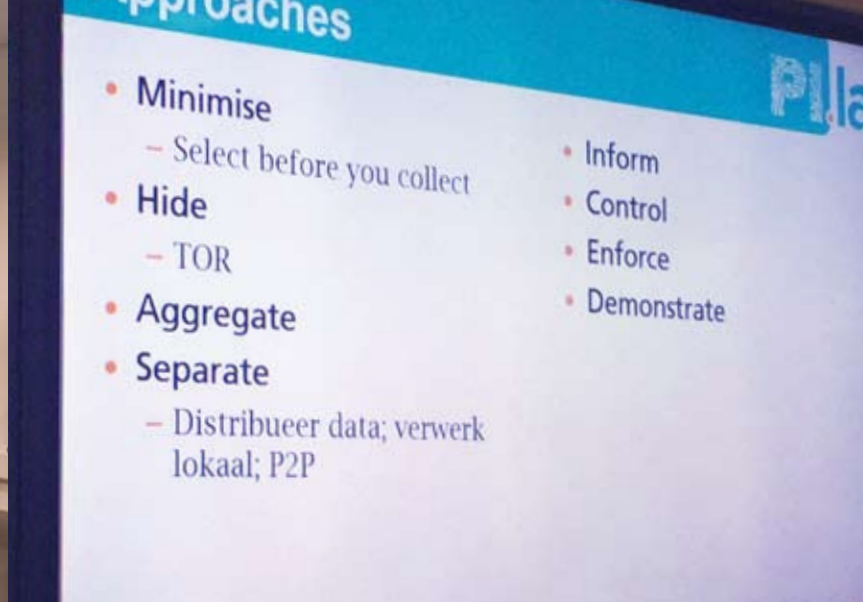 Approaches
PI.la
• Minimise
– Select before you collect
• Hide
– TOR
• Aggregate
• Separate
– Distribueer data; verwerk
lokaal; P2P
• Inform
• Control
• Enforce
• Demonstrate